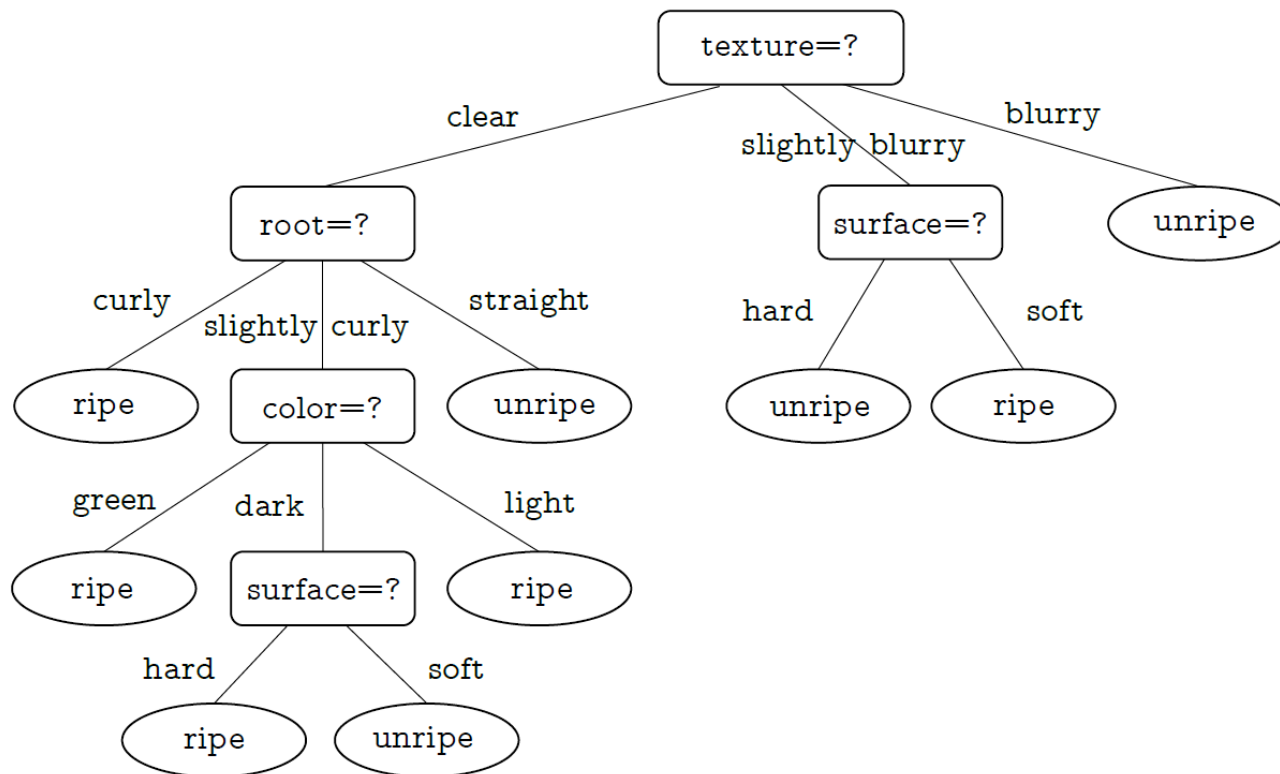 texture=?
clear
slightly blurry
blurry
root=?
surface=?
unripe
curly
slightly curly
straight
hard
soft
ripe
color=?
unripe
unripe
ripe
green
dark
light
ripe
surface=?
ripe
hard
soft
ripe
unripe